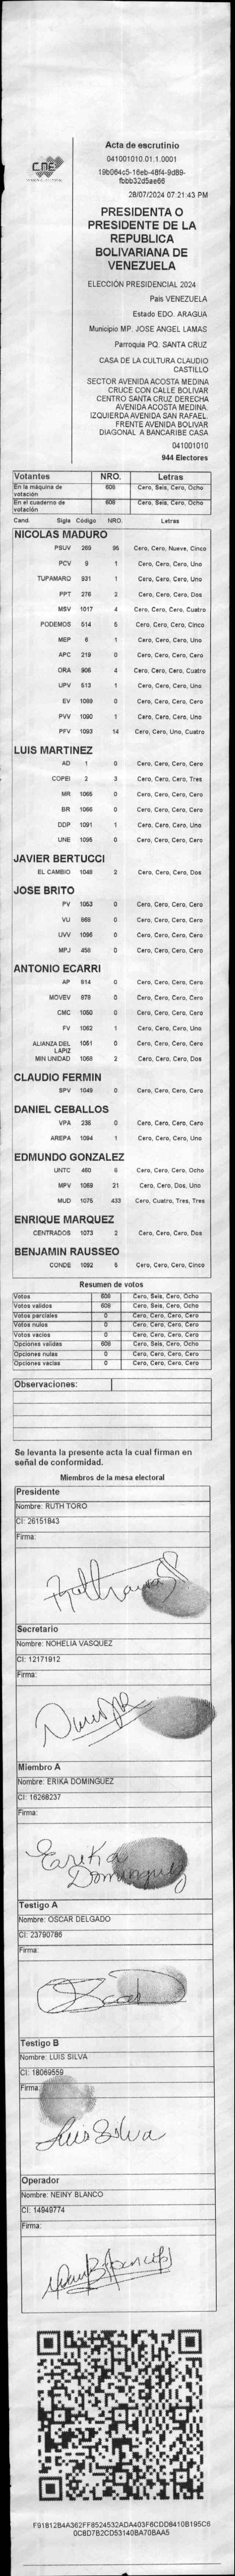 CNE
Acta de escrutinio
041001010.01.1.0001
19b064c5-16eb-48f4-9d89-
fbbb32d5ae66
28/07/2024 07:21:43 PM
PRESIDENTA O
PRESIDENTE DE LA
REPUBLICA
BOLIVARIANA DE
VENEZUELA
ELECCIÓN PRESIDENCIAL 2024
País VENEZUELA
Estado EDO. ARAGUA
Municipio MP. JOSE ANGEL LAMAS
Parroquia PQ. SANTA CRUZ
CASA DE LA CULTURA CLAUDIO
CASTILLO
SECTOR AVENIDA ACOSTA MEDINA
CRUCE CON CALLE BOLIVAR
CENTRO SANTA CRUZ DERECHA
AVENIDA ACOSTA MEDINA.
IZQUIERDA AVENIDA SAN RAFAEL.
FRENTE AVENIDA BOLIVAR
DIAGONAL A BANCARIBE CASA
041001010
944 Electores
Votantes NRO. Letras
En la máquina de votación 608 Cero, Seis, Cero, Ocho
En el cuaderno de votación 608 Cero, Seis, Cero, Ocho
Cand. Sigla Código NRO. Letras
NICOLAS MADURO
PSUV 269 95 Cero, Cero, Nueve, Cinco
PCV 9 1 Cero, Cero, Cero, Uno
TUPAMARO 931 1 Cero, Cero, Cero, Uno
PPT 276 2 Cero, Cero, Cero, Dos
MSV 1017 4 Cero, Cero, Cero, Cuatro
PODEMOS 514 5 Cero, Cero, Cero, Cinco
MEP 6 1 Cero, Cero, Cero, Uno
APC 219 0 Cero, Cero, Cero, Cero
ORA 906 4 Cero, Cero, Cero, Cuatro
UPV 513 1 Cero, Cero, Cero, Uno
EV 1089 0 Cero, Cero, Cero, Cero
PVV 1090 1 Cero, Cero, Cero, Uno
PFV 1093 14 Cero, Cero, Uno, Cuatro
LUIS MARTINEZ
AD 1 0 Cero, Cero, Cero, Cero
COPEI 2 3 Cero, Cero, Cero, Tres
MR 1065 0 Cero, Cero, Cero, Cero
BR 1066 0 Cero, Cero, Cero, Cero
DDP 1091 1 Cero, Cero, Cero, Uno
UNE 1095 0 Cero, Cero, Cero, Cero
JAVIER BERTUCCI
EL CAMBIO 1048 2 Cero, Cero, Cero, Dos
JOSE BRITO
PV 1053 0 Cero, Cero, Cero, Cero
VU 868 0 Cero, Cero, Cero, Cero
UVV 1096 0 Cero, Cero, Cero, Cero
MPJ 458 0 Cero, Cero, Cero, Cero
ANTONIO ECARRI
AP 814 0 Cero, Cero, Cero, Cero
MOVEV 879 0 Cero, Cero, Cero, Cero
CMC 1050 0 Cero, Cero, Cero, Cero
FV 1062 1 Cero, Cero, Cero, Uno
ALIANZA DEL LAPIZ 1051 0 Cero, Cero, Cero, Cero
MIN UNIDAD 1068 2 Cero, Cero, Cero, Dos
CLAUDIO FERMIN
SPV 1049 0 Cero, Cero, Cero, Cero
DANIEL CEBALLOS
VPA 235 0 Cero, Cero, Cero, Cero
AREPA 1094 1 Cero, Cero, Cero, Uno
EDMUNDO GONZALEZ
UNTC 460 8 Cero, Cero, Cero, Ocho
MPV 1069 21 Cero, Cero, Dos, Uno
MUD 1075 433 Cero, Cuatro, Tres, Tres
ENRIQUE MARQUEZ
CENTRADOS 1073 2 Cero, Cero, Cero, Dos
BENJAMIN RAUSSEO
CONDE 1092 5 Cero, Cero, Cero, Cinco
Resumen de votos
Votos 608 Cero, Seis, Cero, Ocho
Votos validos 608 Cero, Seis, Cero, Ocho
Votos parciales 0 Cero, Cero, Cero, Cero
Votos nulos 0 Cero, Cero, Cero, Cero
Votos vacios 0 Cero, Cero, Cero, Cero
Opciones validas 608 Cero, Seis, Cero, Ocho
Opciones nulas 0 Cero, Cero, Cero, Cero
Opciones vacias 0 Cero, Cero, Cero, Cero
Observaciones:
Se levanta la presente acta la cual firman en
señal de conformidad.
Miembros de la mesa electoral
Presidente
Nombre: RUTH TORO
CI: 26151843
Firma:
Secretario
Nombre: NOHELIA VASQUEZ
CI: 12171912
Firma:
Miembro A
Nombre: ERIKA DOMINGUEZ
CI: 16268237
Firma:
Erika
Dominguez
Testigo A
Nombre: OSCAR DELGADO
CI: 23790786
Firma:
Testigo B
Nombre: LUIS SILVA
CI: 18069559
Firma:
Luis Silva
Operador
Nombre: NEINY BLANCO
CI: 14949774
Firma:
F91812B4A362FF8524532ADA403F6CDD8410B195C6
0C8D7B2CD53140BA70BAA5